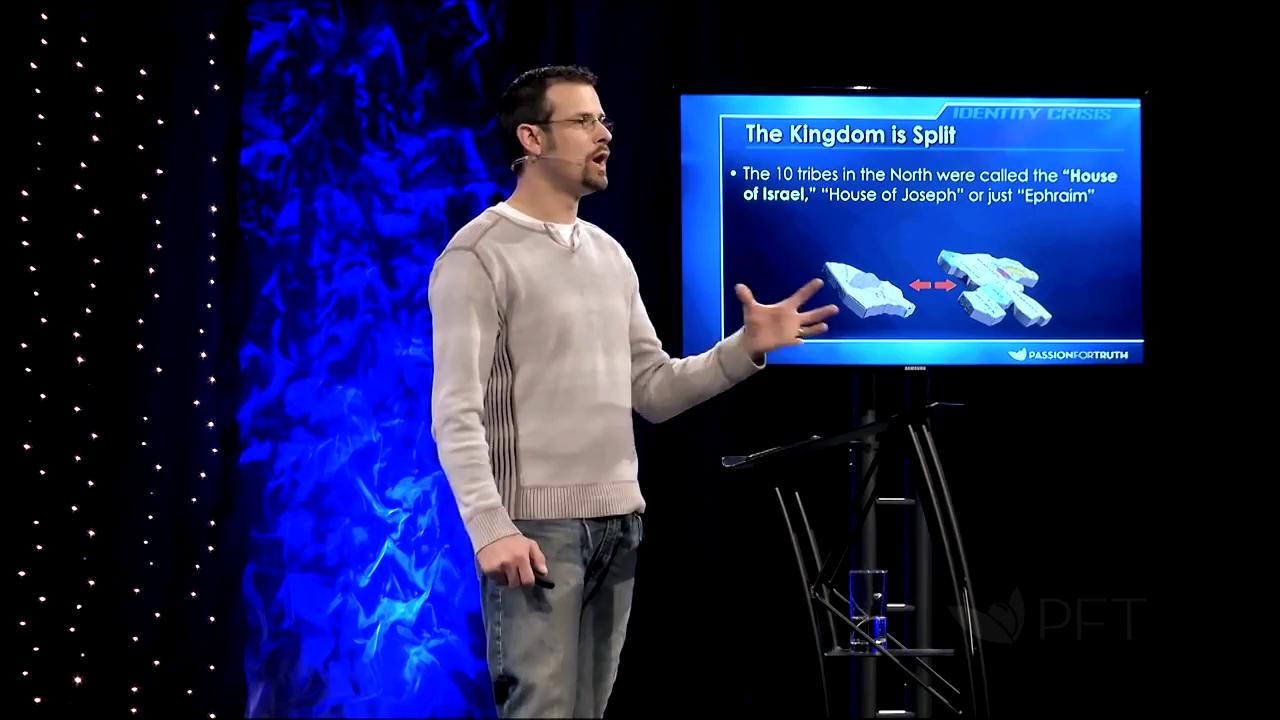 IDENTITY CRISIS
The Kingdom is Split
• The 10 tribes in the North were called the “House
of Israel,” “House of Joseph” or just “Ephraim”
PASSIONFORTRUTH
SAMSUNG
PFT